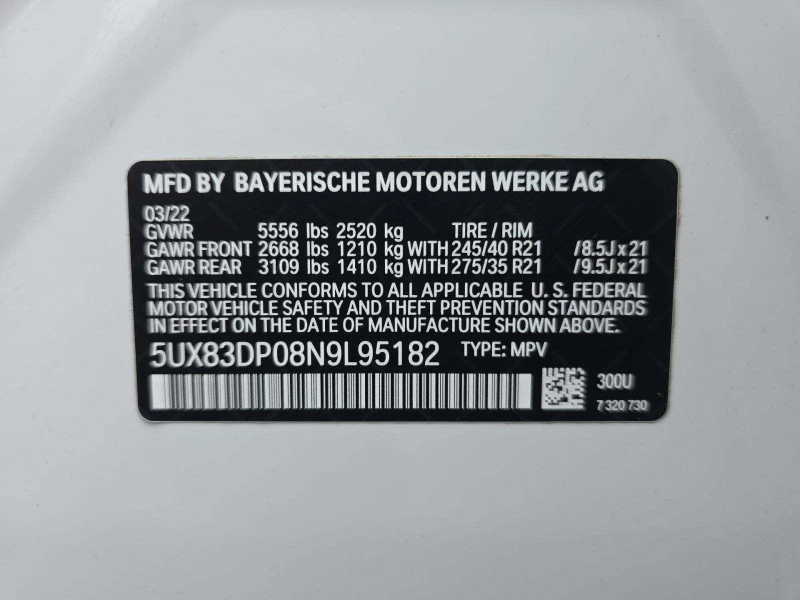 MFD BY BAYERISCHE MOTOREN WERKE AG
03/22
GVWR 5556 lbs 2520 kg TIRE / RIM
GAWR FRONT 2668 lbs 1210 kg WITH 245/40 R21 /8.5J x 21
GAWR REAR 3109 lbs 1410 kg WITH 275/35 R21 /9.5J x 21
THIS VEHICLE CONFORMS TO ALL APPLICABLE U. S. FEDERAL
MOTOR VEHICLE SAFETY AND THEFT PREVENTION STANDARDS
IN EFFECT ON THE DATE OF MANUFACTURE SHOWN ABOVE.
5UX83DP08N9L95182 TYPE: MPV
300U
7 320 730